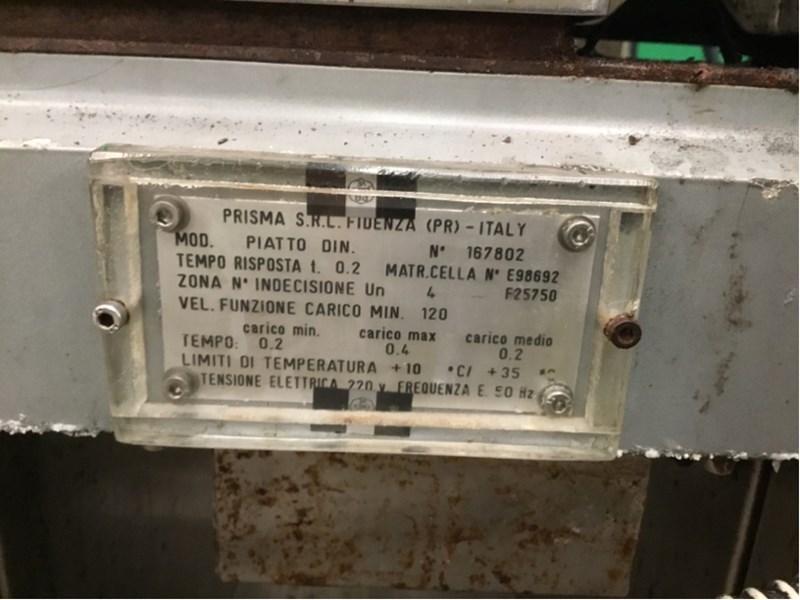 PRISMA S.R.L. FIDENZA (PR) - ITALY
MOD. PIATTO DIN. N° 167802
TEMPO RISPOSTA t. 0.2 MATR.CELLA N° E98692
ZONA N° INDECISIONE Un 4 F25750
VEL. FUNZIONE CARICO MIN. 120
carico min. carico max carico medio
TEMPO: 0.2 0.4 0.2
LIMITI DI TEMPERATURA +10 °C/ +35 °C
TENSIONE ELETTRICA 220 v. FREQUENZA E. 50 Hz